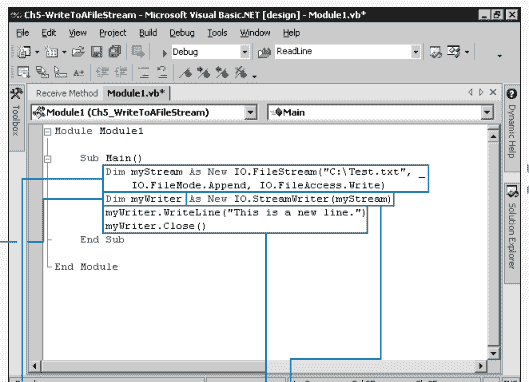 Ch5-WriteToAFileStream - Microsoft Visual Basic.NET [design] - Module1.vb*
File Edit View Project Build Debug Tools Window Help
Debug ReadLine
Receive Method Module1.vb*
Module1 (Ch5_WriteToAFileStream) Main
Toolbox
Dynamic Help
Solution Explorer
Module Module1
Sub Main()
Dim myStream As New IO.FileStream("C:\Test.txt", _
IO.FileMode.Append, IO.FileAccess.Write)
Dim myWriter As New IO.StreamWriter(myStream)
myWriter.WriteLine("This is a new line.")
myWriter.Close()
End Sub
End Module